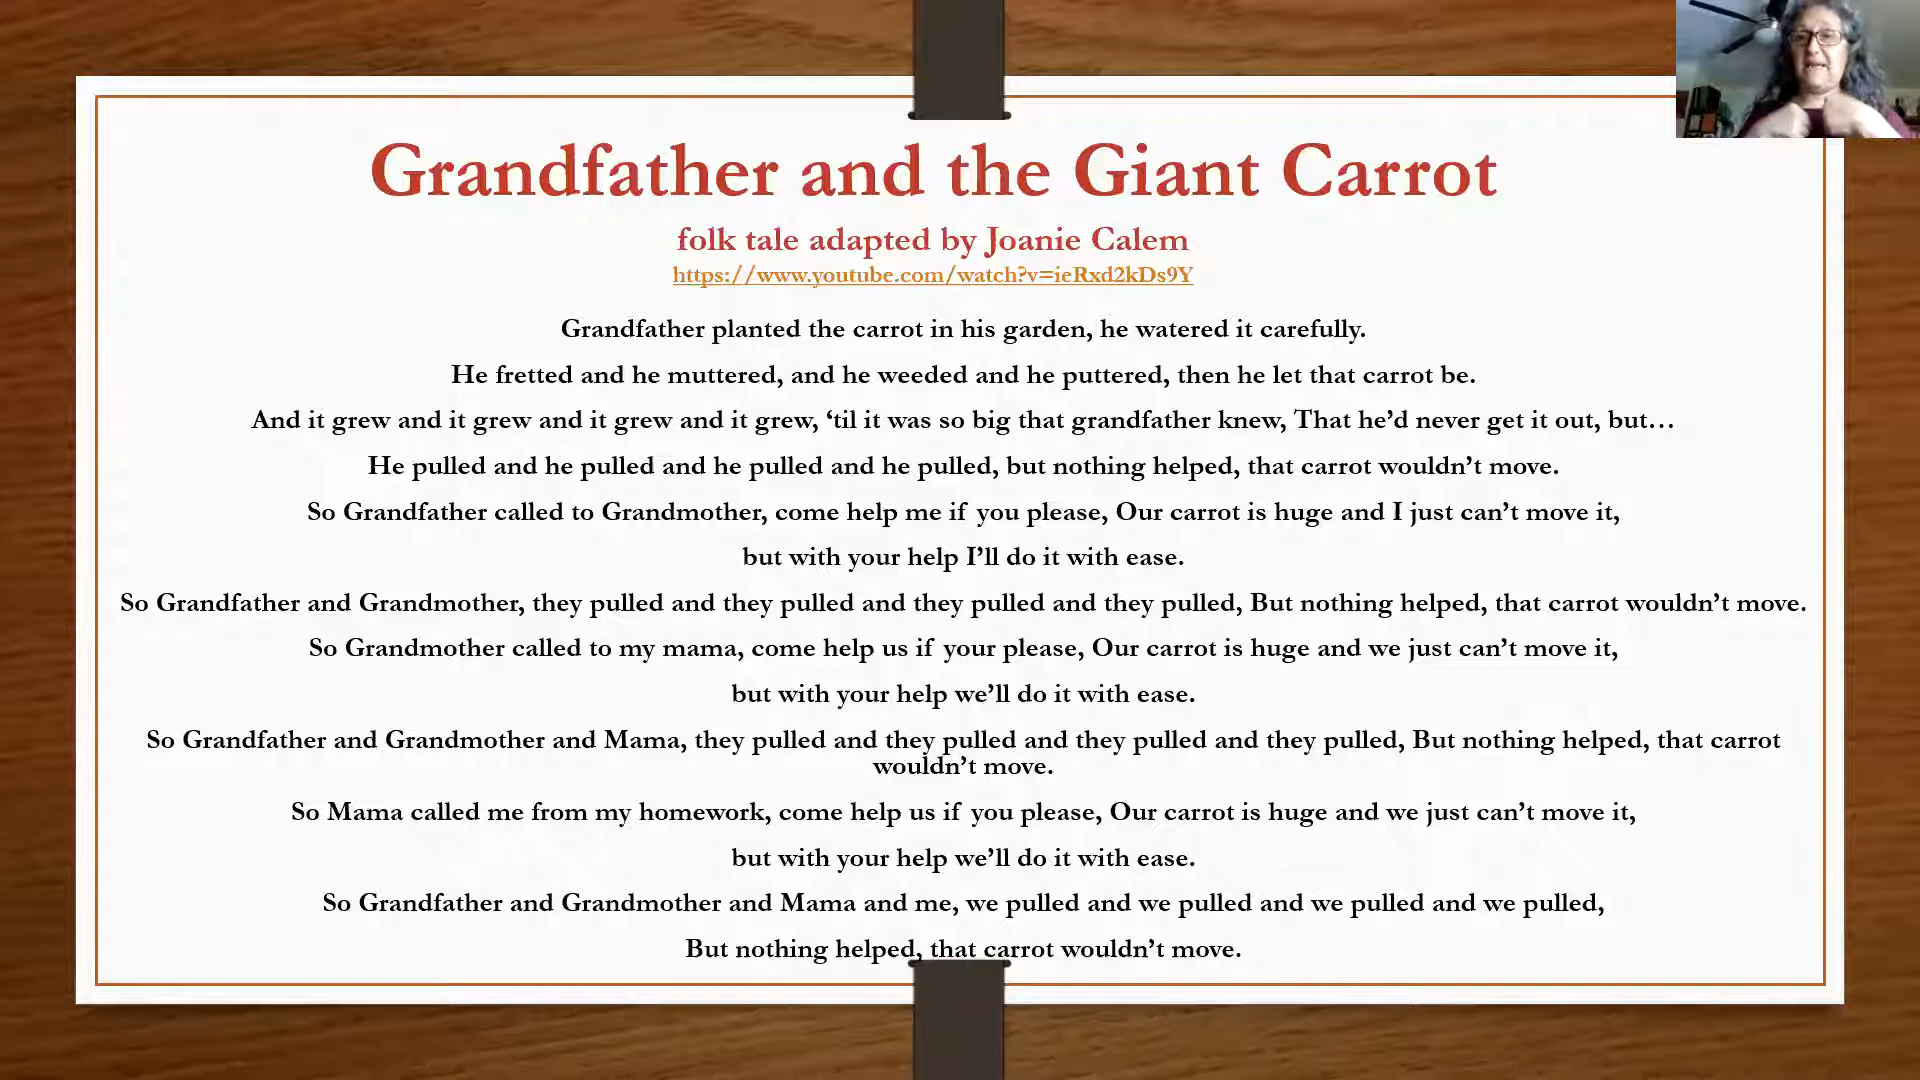 Grandfather and the Giant Carrot
folk tale adapted by Joanie Calem
https://www.youtube.com/watch?v=ieRxd2kDs9Y
Grandfather planted the carrot in his garden, he watered it carefully.
He fretted and he muttered, and he weeded and he puttered, then he let that carrot be.
And it grew and it grew and it grew and it grew, ‘til it was so big that grandfather knew, That he’d never get it out, but…
He pulled and he pulled and he pulled and he pulled, but nothing helped, that carrot wouldn’t move.
So Grandfather called to Grandmother, come help me if you please, Our carrot is huge and I just can’t move it,
but with your help I’ll do it with ease.
So Grandfather and Grandmother, they pulled and they pulled and they pulled and they pulled, But nothing helped, that carrot wouldn’t move.
So Grandmother called to my mama, come help us if your please, Our carrot is huge and we just can’t move it,
but with your help we’ll do it with ease.
So Grandfather and Grandmother and Mama, they pulled and they pulled and they pulled and they pulled, But nothing helped, that carrot
wouldn’t move.
So Mama called me from my homework, come help us if you please, Our carrot is huge and we just can’t move it,
but with your help we’ll do it with ease.
So Grandfather and Grandmother and Mama and me, we pulled and we pulled and we pulled and we pulled,
But nothing helped, that carrot wouldn’t move.